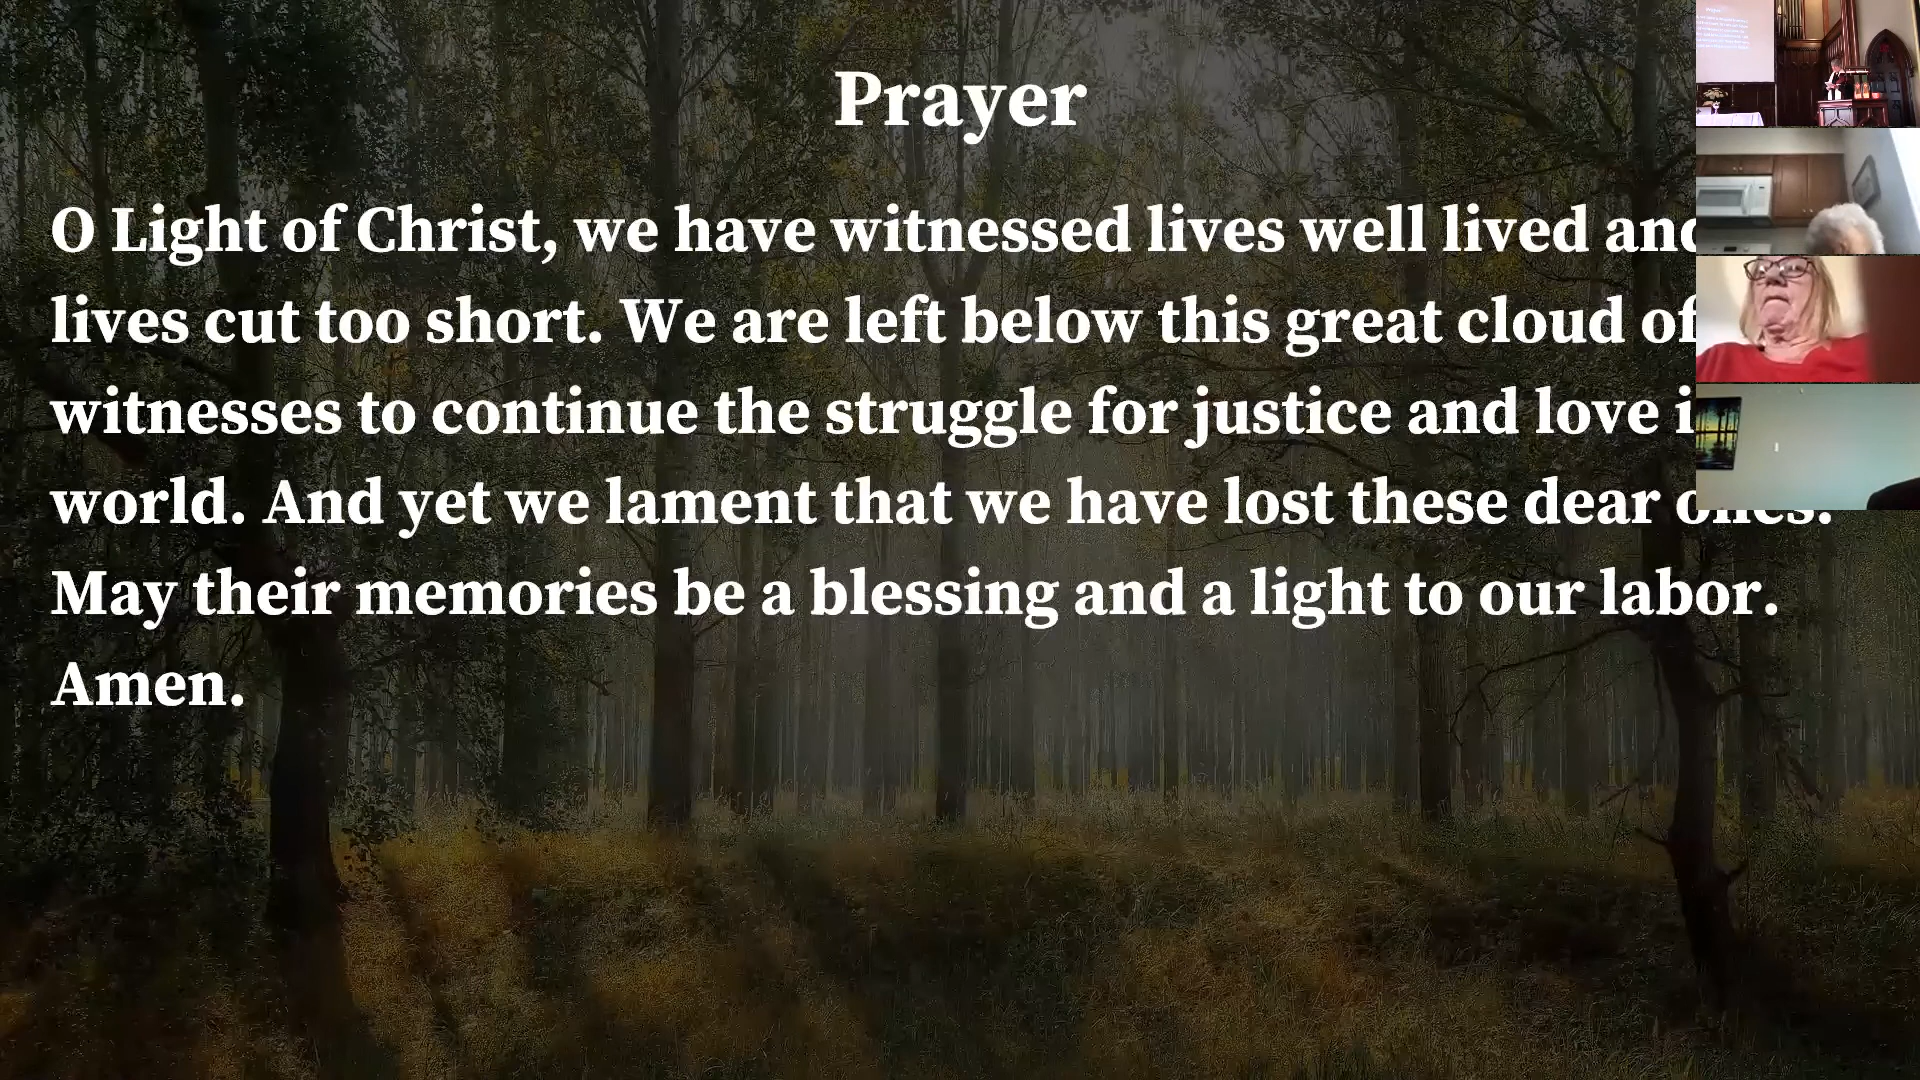 Prayer
O Light of Christ, we have witnessed lives well lived and
lives cut too short. We are left below this great cloud of
witnesses to continue the struggle for justice and love
world. And yet we lament that we have lost these dear ones.
May their memories be a blessing and a light to our labor.
Amen.